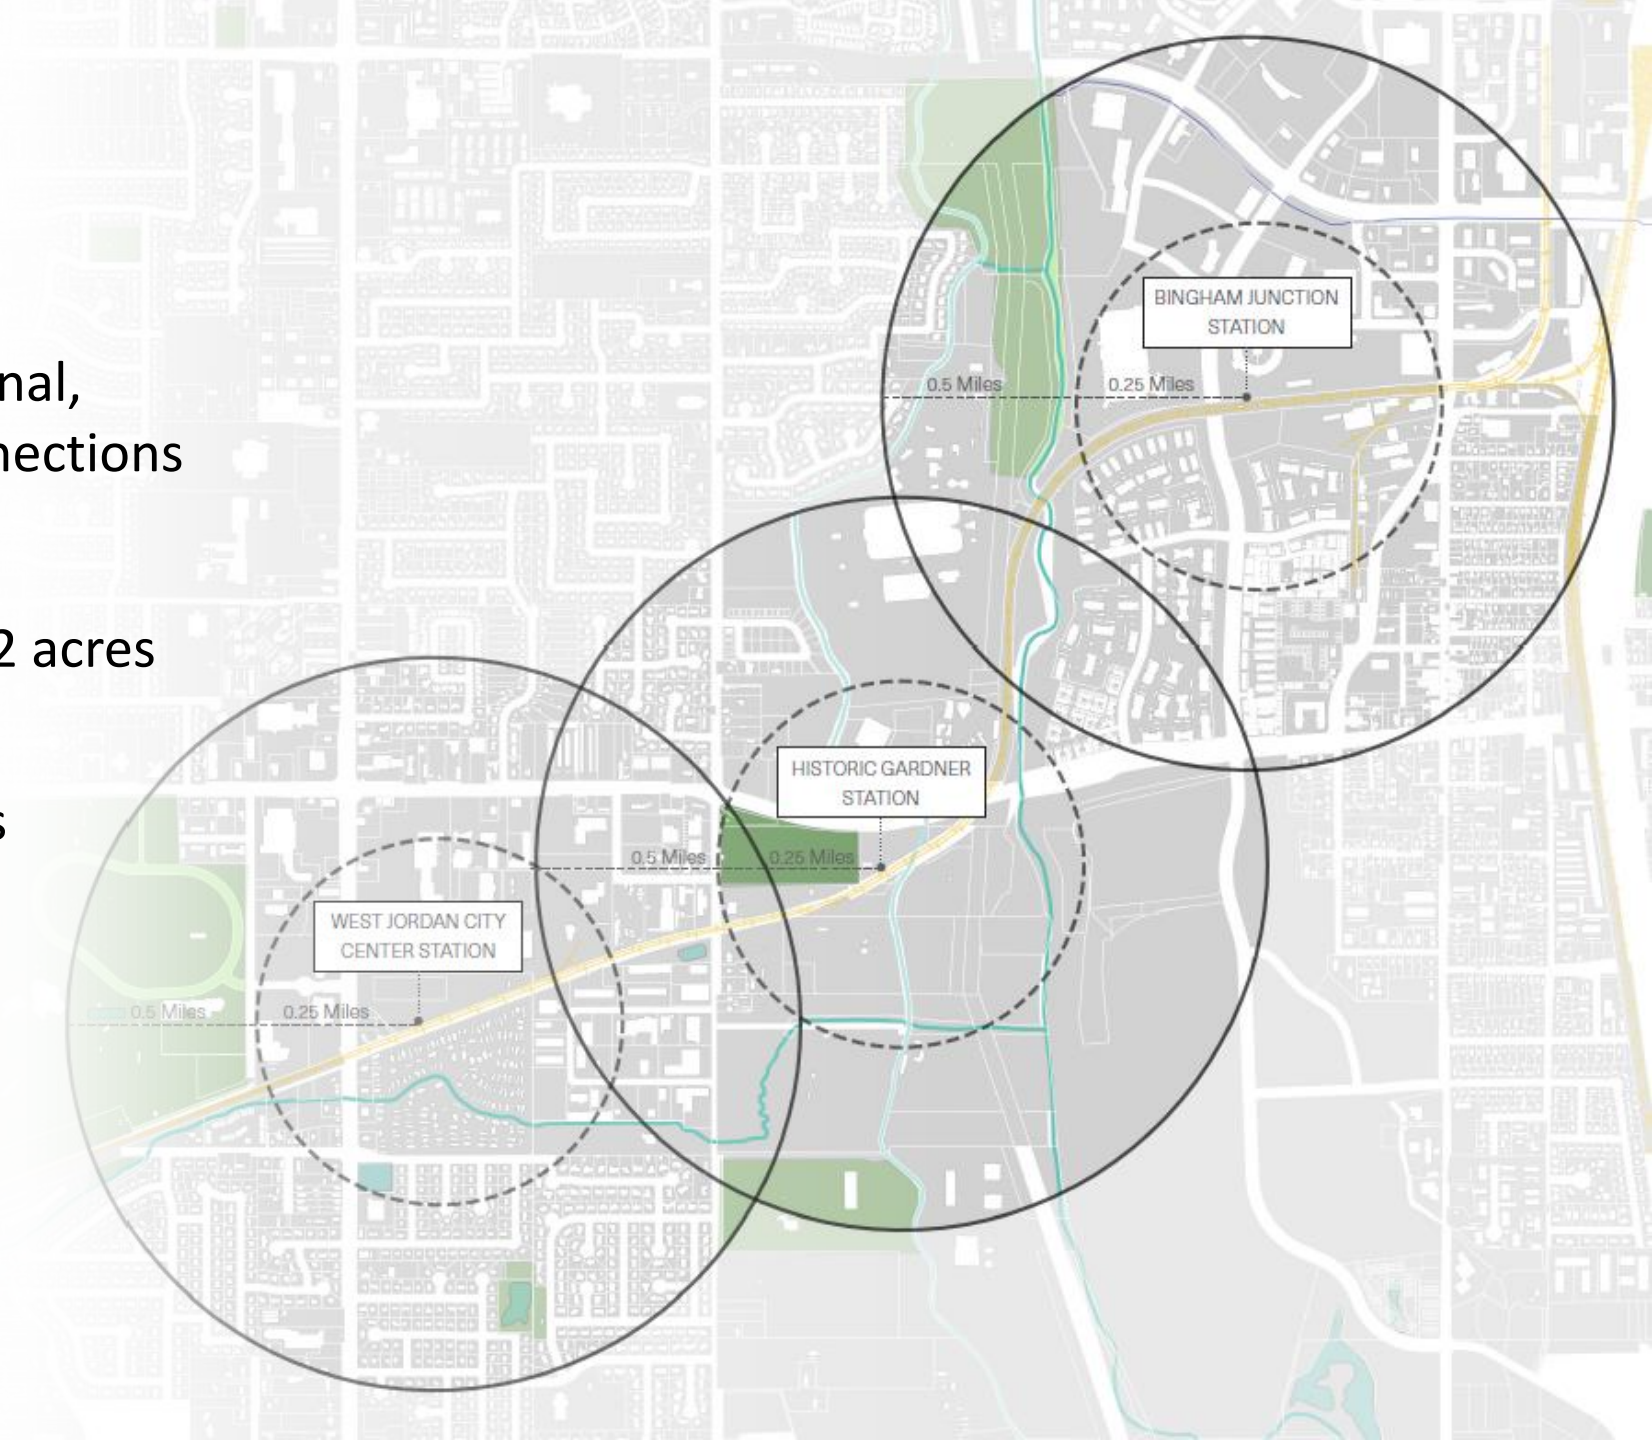 nal,
nections
2 acres
s
BINGHAM JUNCTION
STATION
0.5 Miles
0.25 Miles
HISTORIC GARDNER
STATION
0.5 Miles
0.25 Miles
WEST JORDAN CITY
CENTER STATION
0.5 Miles
0.25 Miles